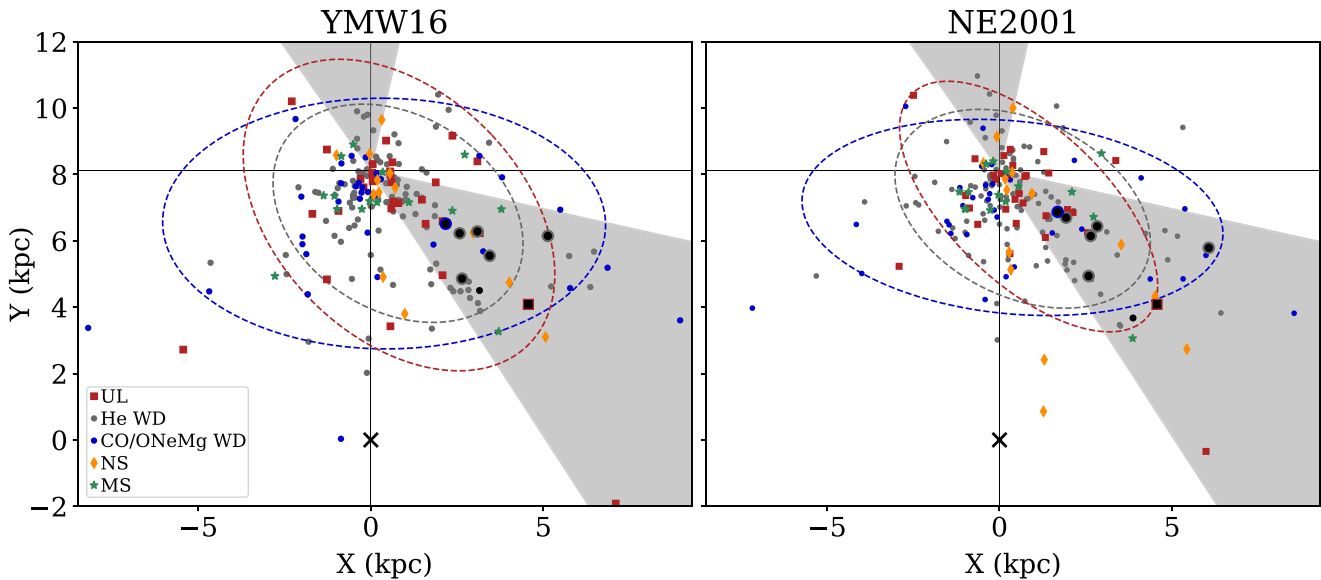 YMW16
NE2001
12
10
8
6
4
2
0
−2
Y (kpc)
UL
He WD
CO/ONeMg WD
NS
MS
−5
0
5
−5
0
5
X (kpc)
X (kpc)